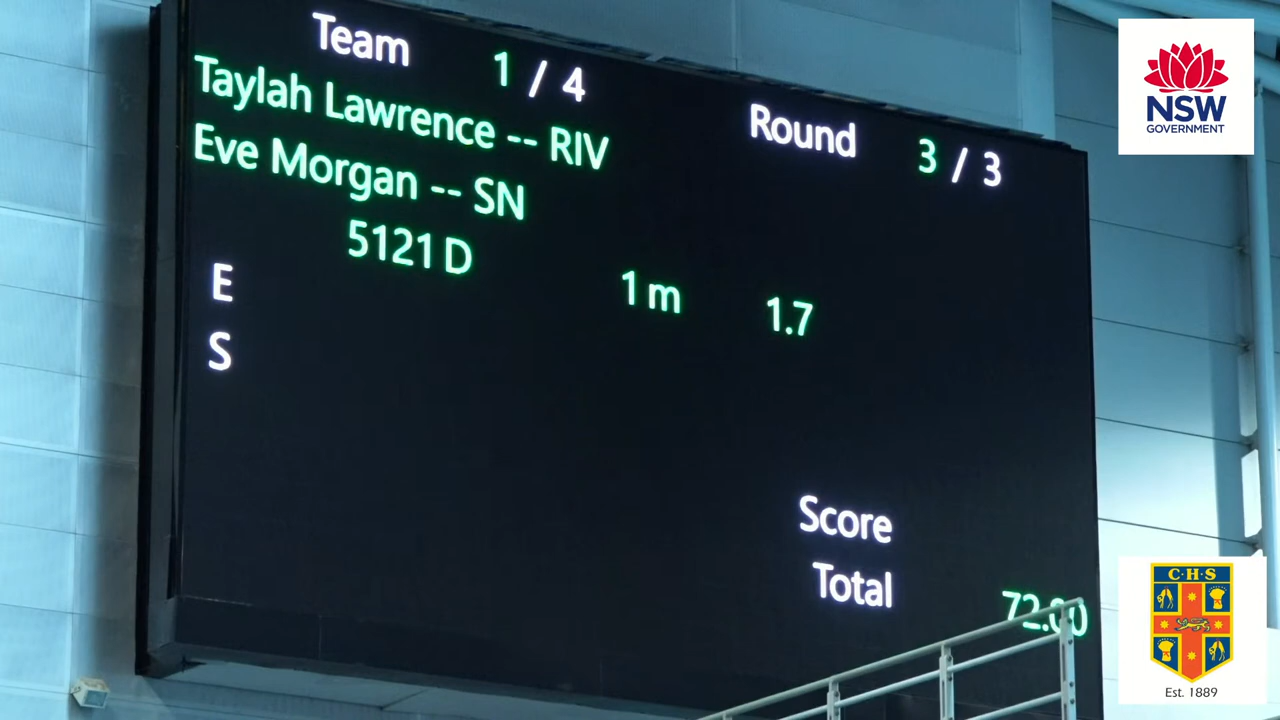 Team 1 / 4
Taylah Lawrence -- RIV
Round 3 / 3
Eve Morgan -- SN
5121 D 1 m 1.7
E
S
Score
Total
NSW
GOVERNMENT
C·H·S
Est. 1889